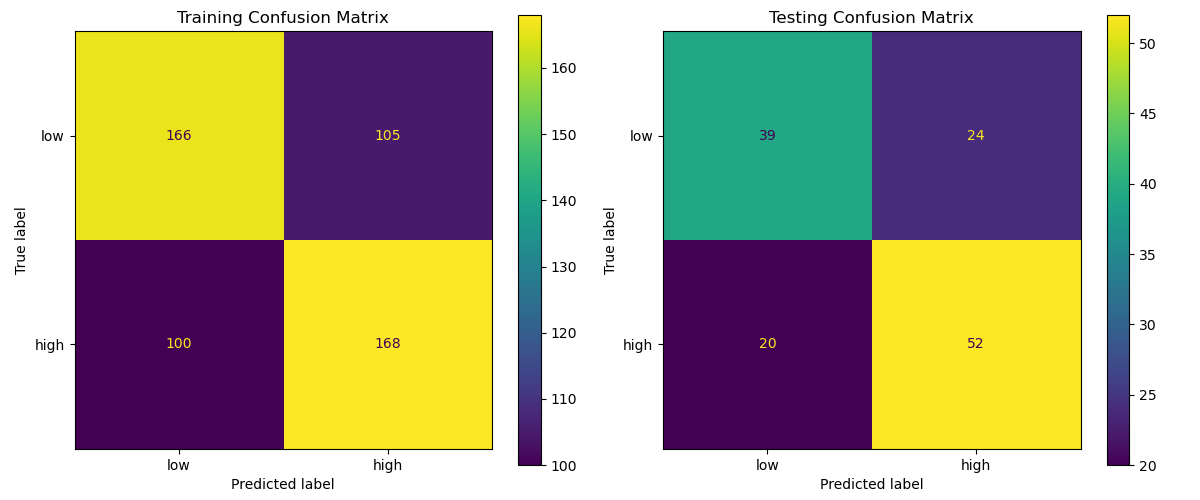 Training Confusion Matrix
True label
low
high
166
105
100
168
low
high
Predicted label
160
150
140
130
120
110
100
Testing Confusion Matrix
True label
low
high
39
24
20
52
low
high
Predicted label
50
45
40
35
30
25
20